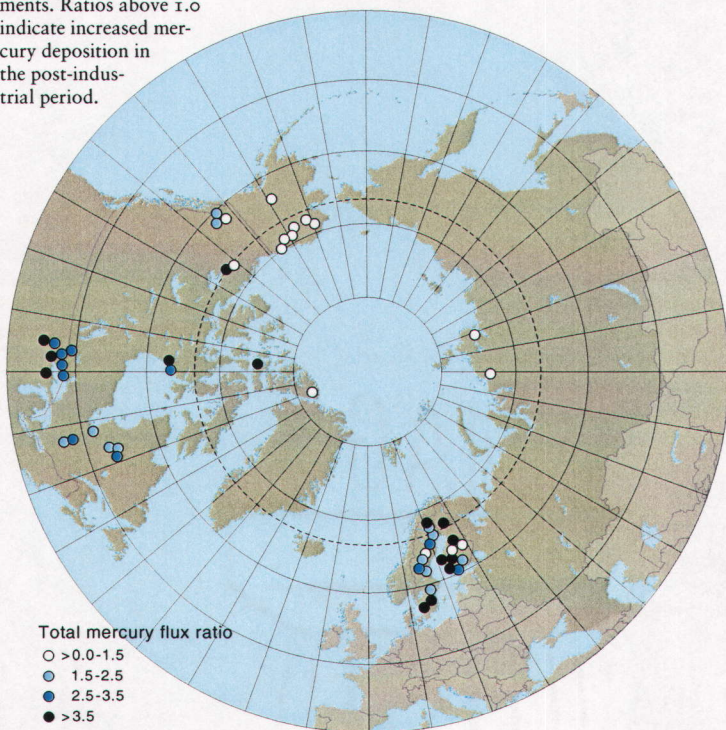 ments. Ratios above 1.0
indicate increased mer-
cury deposition in
the post-indus-
trial period.
Total mercury flux ratio
>0.0-1.5
1.5-2.5
2.5-3.5
>3.5